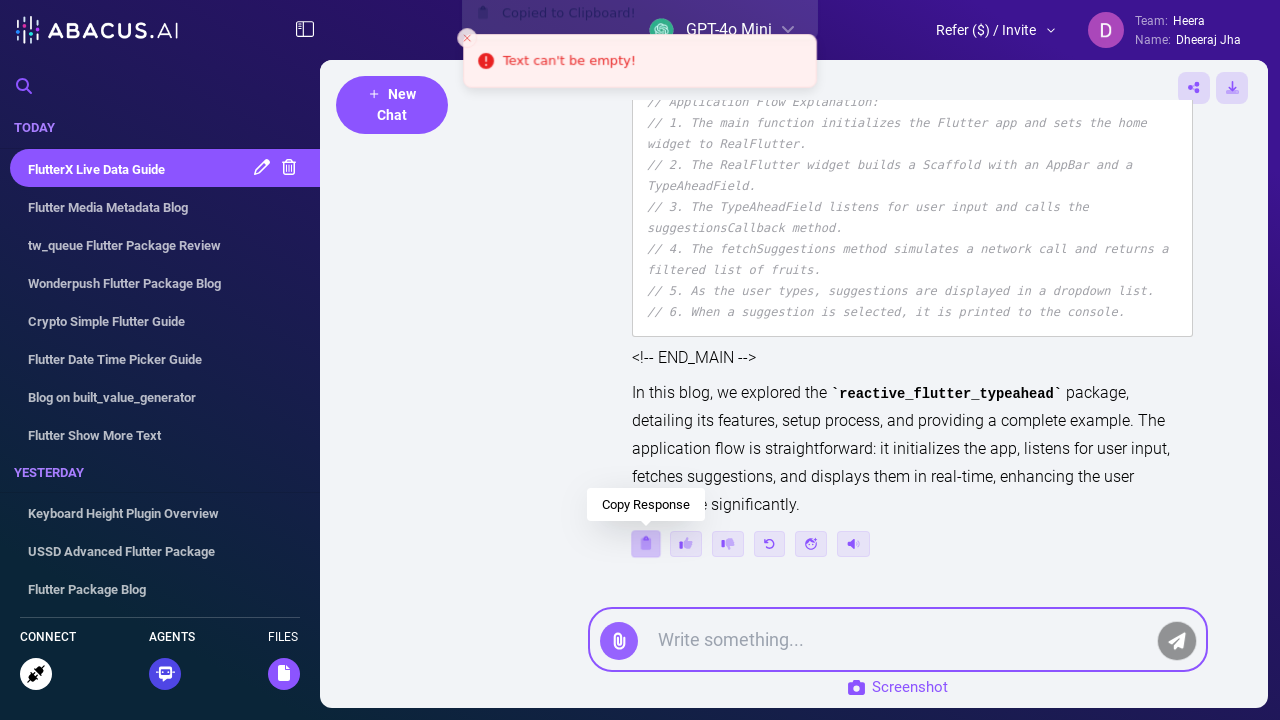 Copied to Clipboard!
ABACUS.AI
GPT-4o Mini
Refer ($) / Invite
D
Team: Heera
Name: Dheeraj Jha
Text can't be empty!
+ New
Chat
TODAY
FlutterX Live Data Guide
Flutter Media Metadata Blog
tw_queue Flutter Package Review
Wonderpush Flutter Package Blog
Crypto Simple Flutter Guide
Flutter Date Time Picker Guide
Blog on built_value_generator
Flutter Show More Text
YESTERDAY
Keyboard Height Plugin Overview
USSD Advanced Flutter Package
Flutter Package Blog
CONNECT
AGENTS
FILES
// Application Flow Explanation:
// 1. The main function initializes the Flutter app and sets the home
widget to RealFlutter.
// 2. The RealFlutter widget builds a Scaffold with an AppBar and a
TypeAheadField.
// 3. The TypeAheadField listens for user input and calls the
suggestionsCallback method.
// 4. The fetchSuggestions method simulates a network call and returns a
filtered list of fruits.
// 5. As the user types, suggestions are displayed in a dropdown list.
// 6. When a suggestion is selected, it is printed to the console.
<!-- END_MAIN -->
In this blog, we explored the `reactive_flutter_typeahead` package,
detailing its features, setup process, and providing a complete example. The
application flow is straightforward: it initializes the app, listens for user input,
fetches suggestions, and displays them in real-time, enhancing the user
significantly.
Copy Response
Write something...
Screenshot